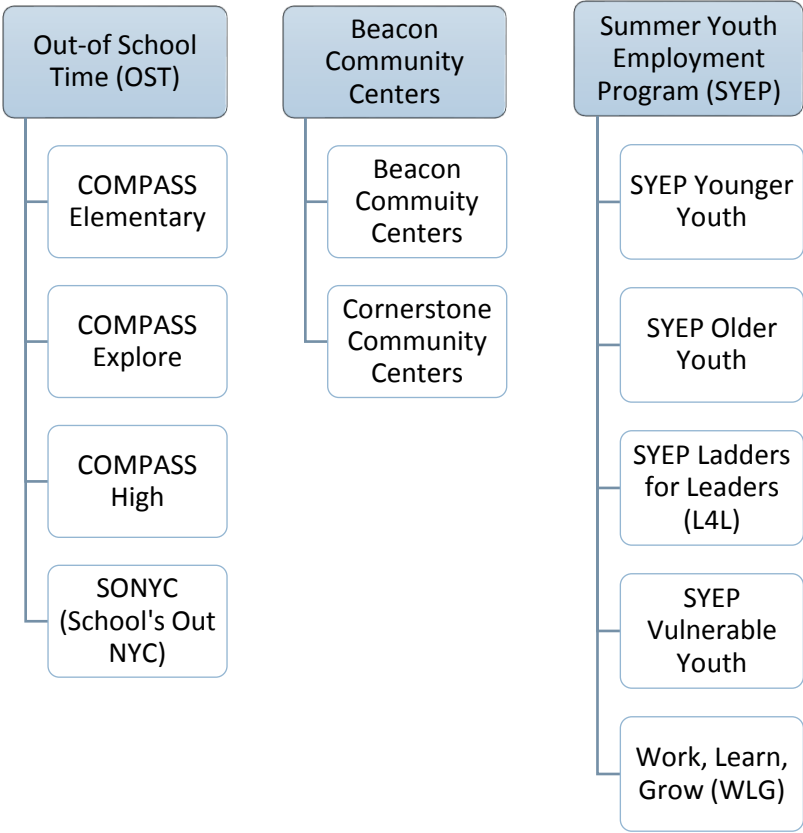 Out-of School
Time (OST)
COMPASS
Elementary
COMPASS
Explore
COMPASS
High
SONYC
(School's Out
NYC)
Beacon
Community
Centers
Beacon
Commuity
Centers
Cornerstone
Community
Centers
Summer Youth
Employment
Program (SYEP)
SYEP Younger
Youth
SYEP Older
Youth
SYEP Ladders
for Leaders
(L4L)
SYEP
Vulnerable
Youth
Work, Learn,
Grow (WLG)